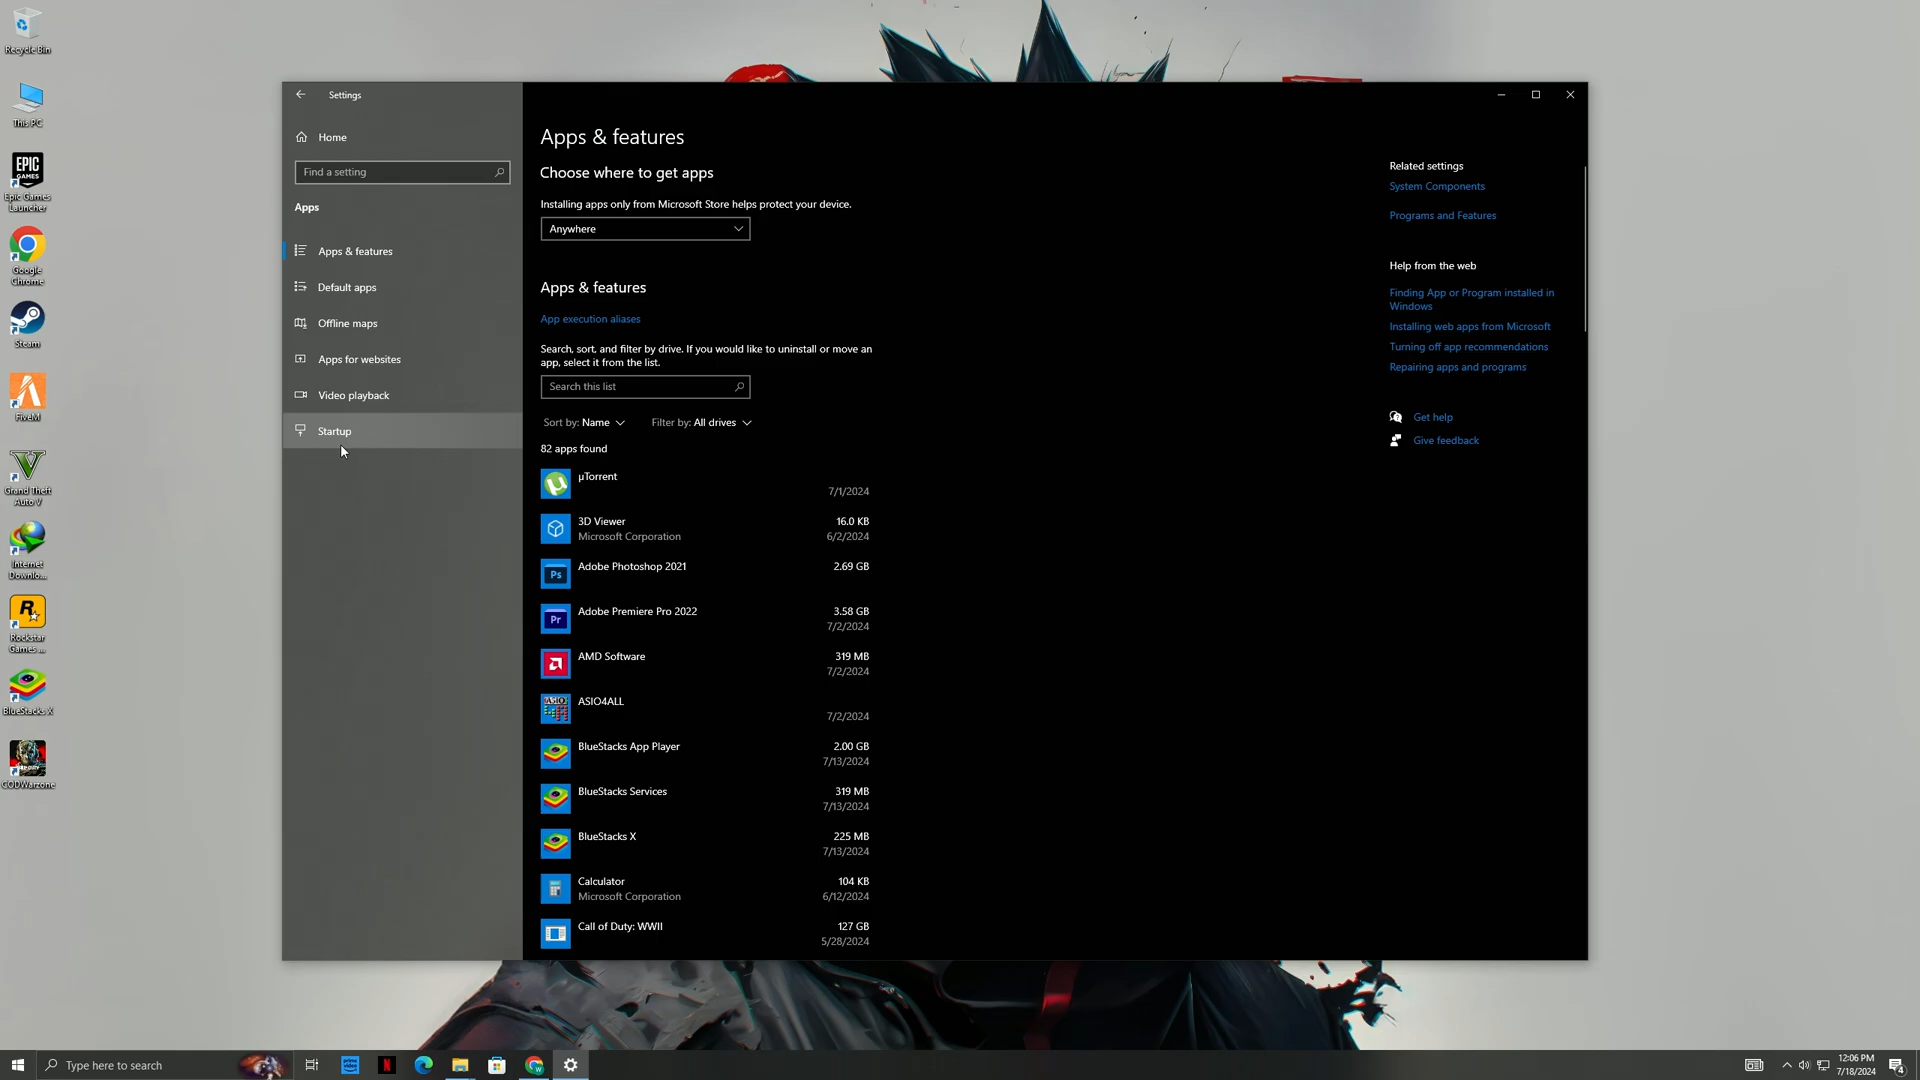 Recycle Bin
This PC
EPIC
GAMES
Epic Games
Launcher
Google
Chrome
Steam
FiveM
Grand Theft
Auto V
Internet
Downlo...
Rockstar
Games ...
BlueStacks X
CODWarzone
Settings
Home
Find a setting
Apps
Apps & features
Default apps
Offline maps
Apps for websites
Video playback
Startup
Apps & features
Choose where to get apps
Installing apps only from Microsoft Store helps protect your device.
Anywhere
Apps & features
App execution aliases
Search, sort, and filter by drive. If you would like to uninstall or move an
app, select it from the list.
Search this list
Sort by: Name Filter by: All drives
82 apps found
µTorrent
7/1/2024
3D Viewer 16.0 KB
Microsoft Corporation 6/2/2024
Ps
Adobe Photoshop 2021 2.69 GB
Pr
Adobe Premiere Pro 2022 3.58 GB
7/2/2024
AMD Software 319 MB
7/2/2024
ASIO4ALL
7/2/2024
BlueStacks App Player 2.00 GB
7/13/2024
BlueStacks Services 319 MB
7/13/2024
BlueStacks X 225 MB
7/13/2024
Calculator 104 KB
Microsoft Corporation 6/12/2024
Call of Duty: WWII 127 GB
5/28/2024
Related settings
System Components
Programs and Features
Help from the web
Finding App or Program installed in
Windows
Installing web apps from Microsoft
Turning off app recommendations
Repairing apps and programs
Get help
Give feedback
Type here to search
12:06 PM
7/18/2024
4